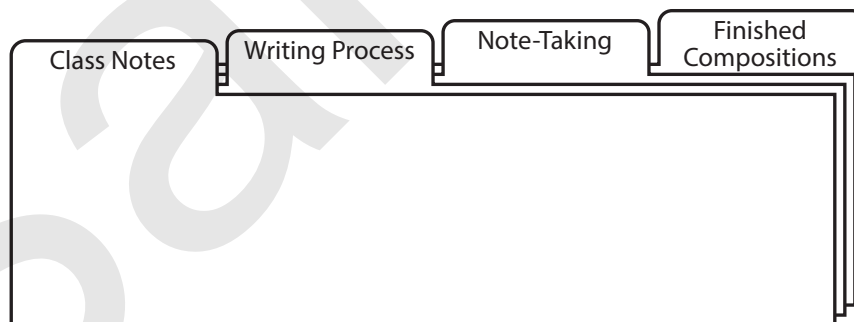 Class Notes
Writing Process
Note-Taking
Finished
Compositions